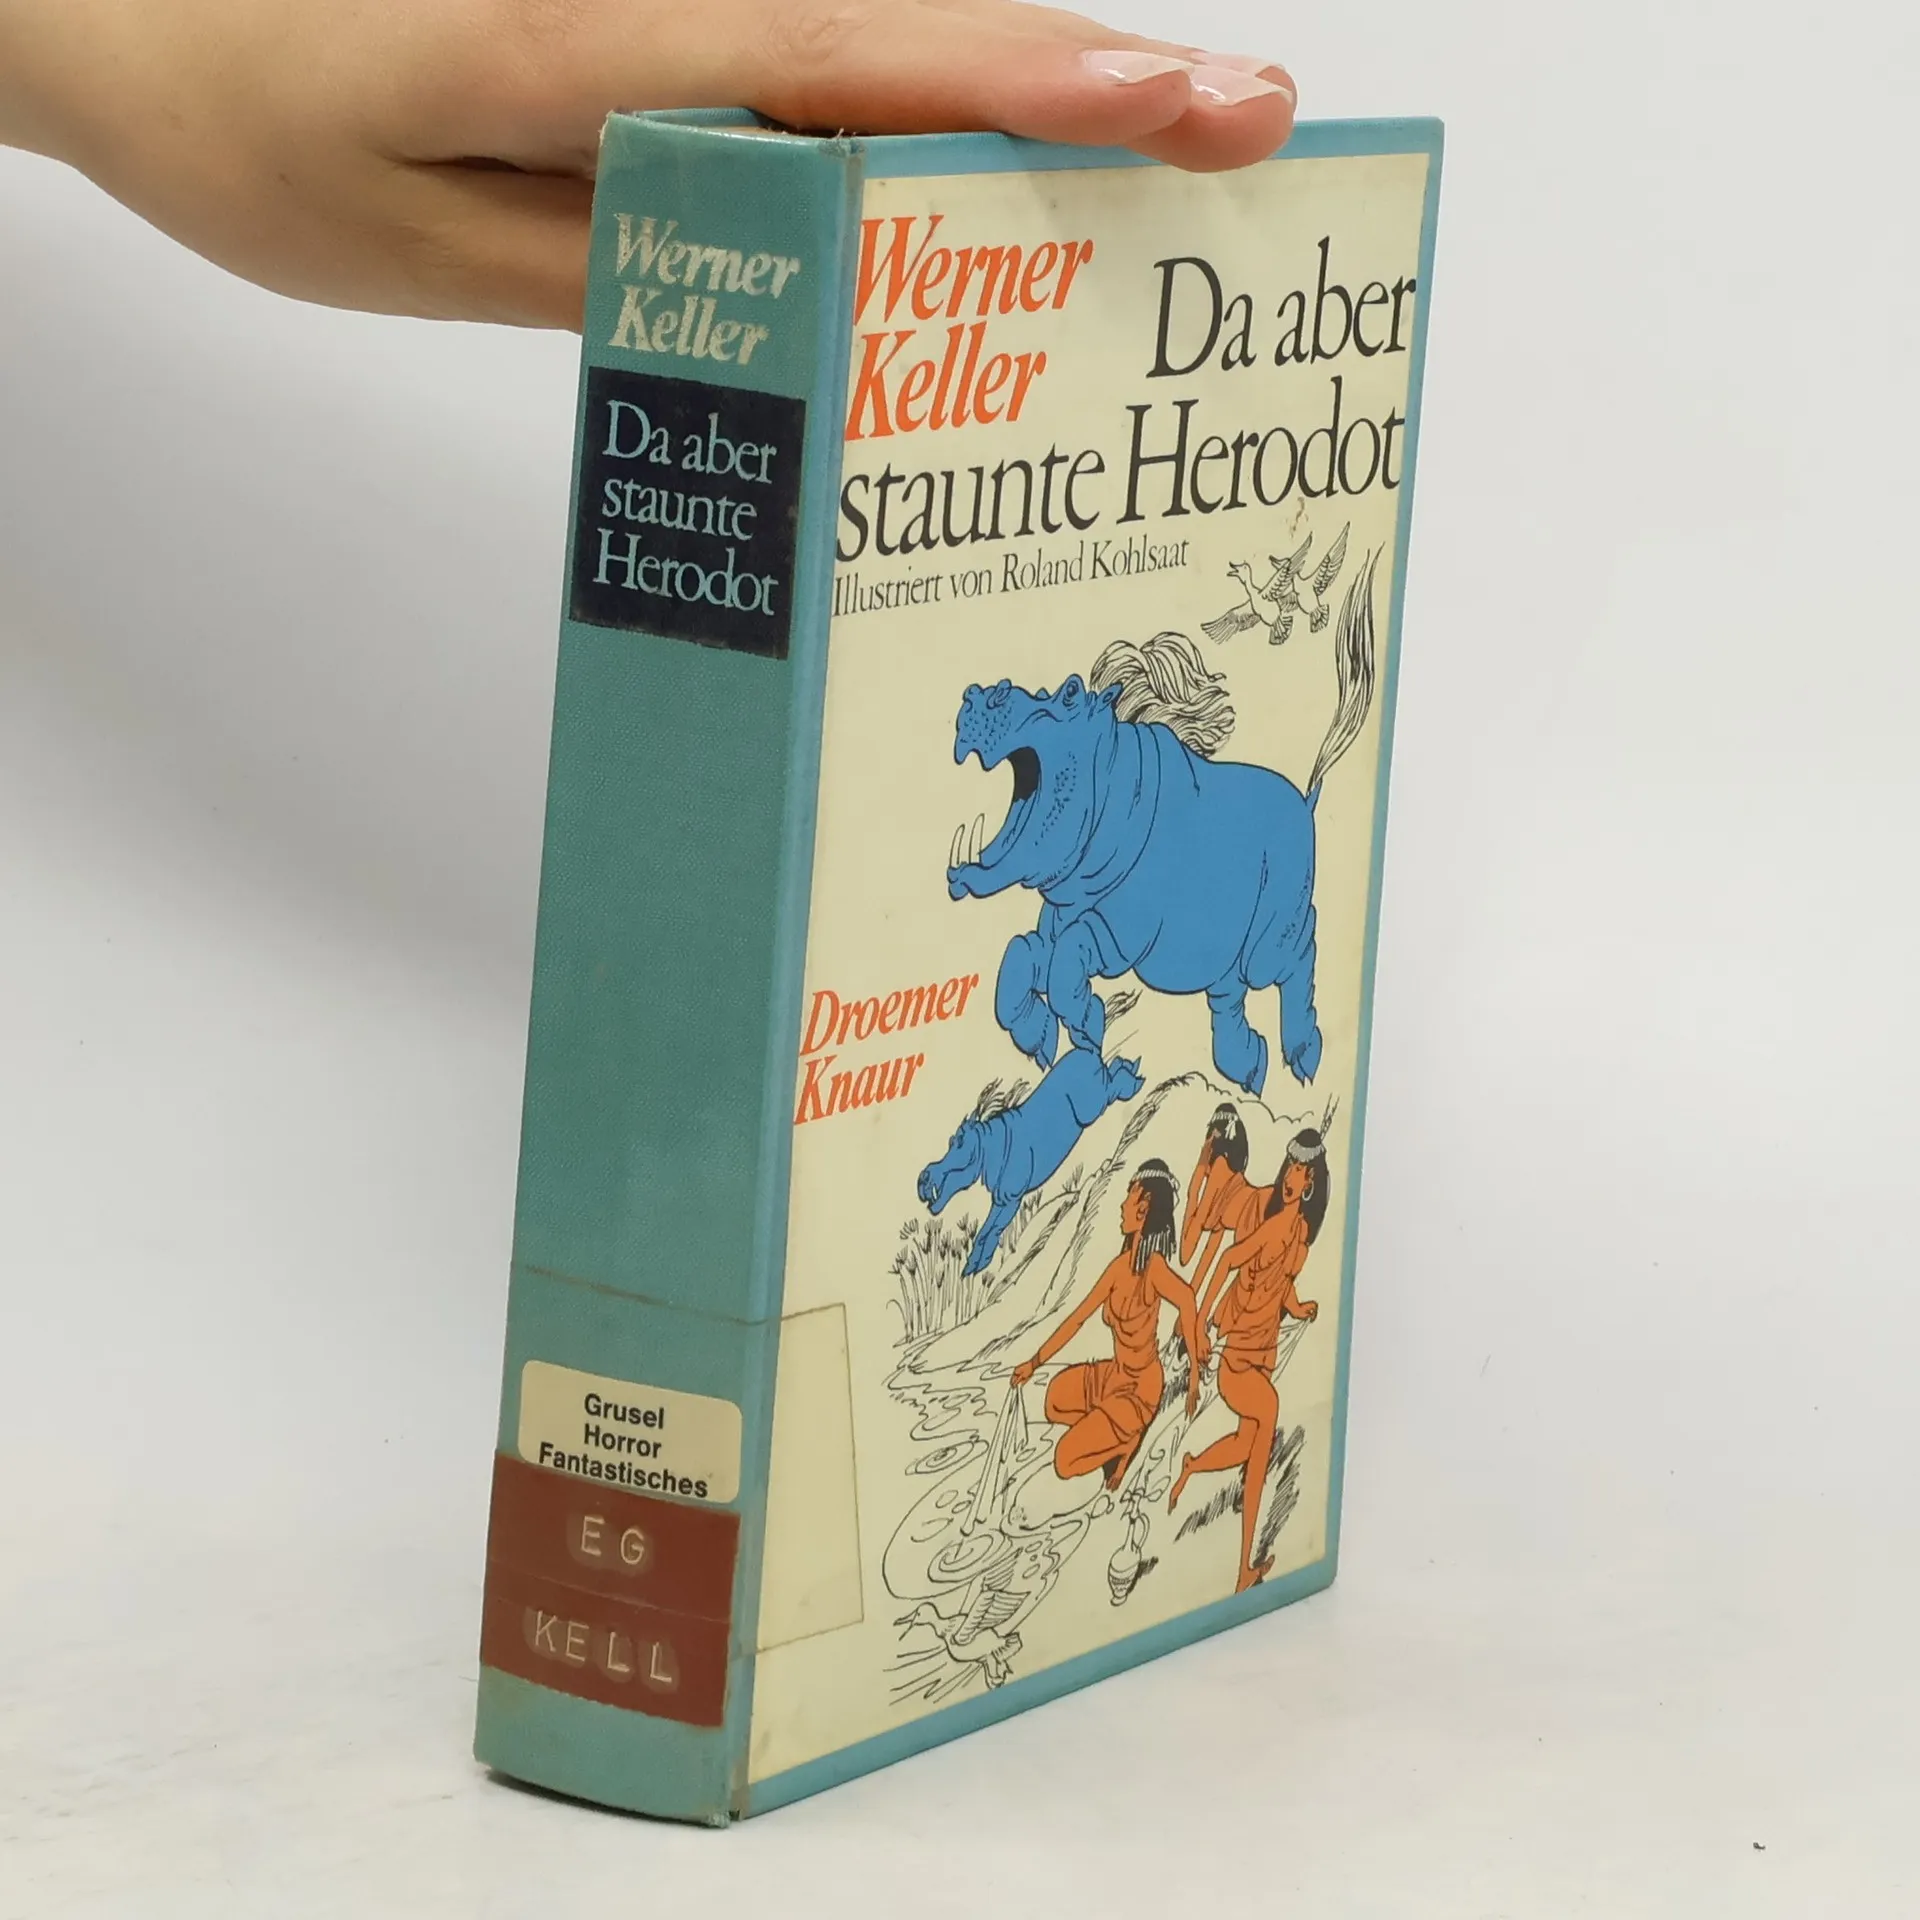 Werner
Keller
Da aber
staunte
Herodot
Grusel
Horror
Fantastisches
EG
KELL
Werner
Keller
Da aber
staunte Herodot
Illustriert von Roland Kohlsaat
Droemer
Knaur